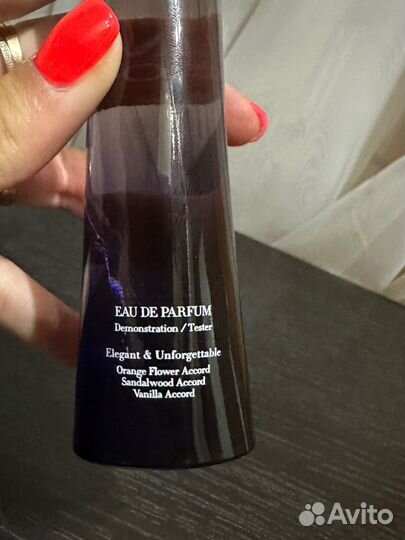 EAU DE PARFUM
Demonstration / Tester
Elegant & Unforgettable
Orange Flower Accord
Sandalwood Accord
Vanilla Accord
Avito